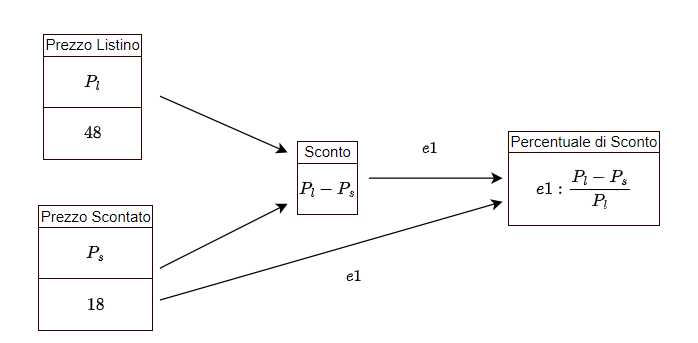 Prezzo Listino
P_l
48
Prezzo Scontato
P_s
18
Sconto
P_l − P_s
e1
e1
Percentuale di Sconto
e1 : \frac{P_l − P_s}{P_l}